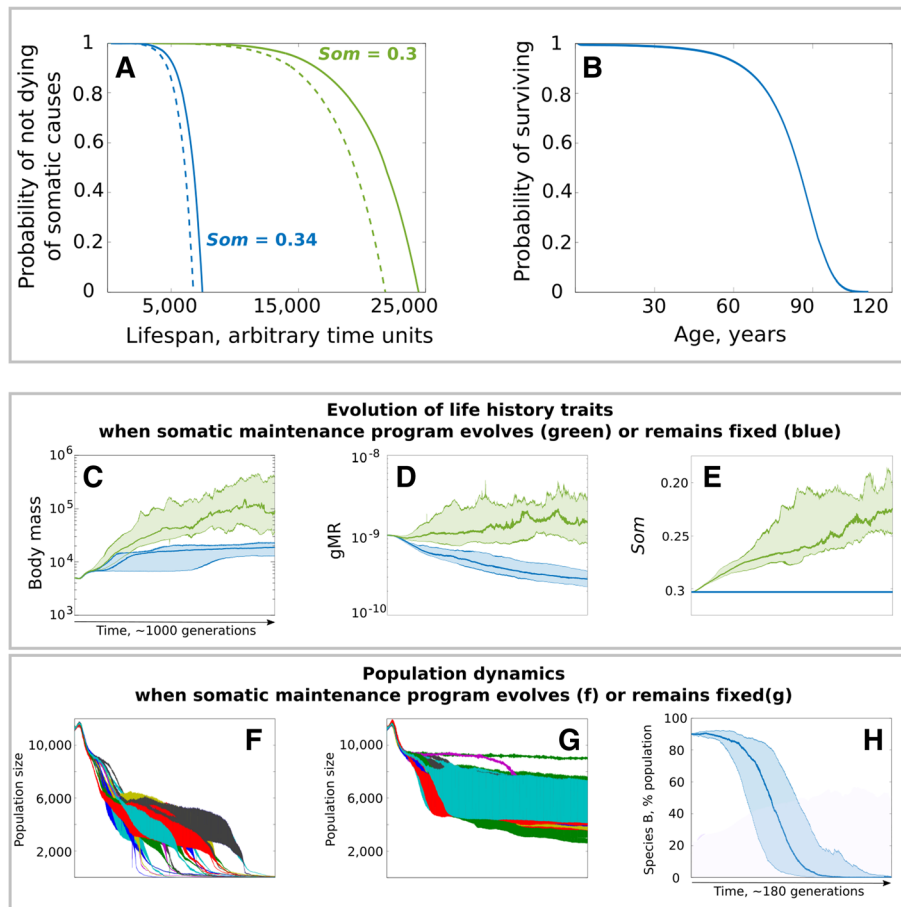 A
Probability of not dying
of somatic causes
1
0.8
0.6
0.4
0.2
0
Som = 0.3
Som = 0.34
5,000
15,000
25,000
Lifespan, arbitrary time units
B
Probability of surviving
1
0.8
0.6
0.4
0.2
0
30
60
90
120
Age, years
Evolution of life history traits
when somatic maintenance program evolves (green) or remains fixed (blue)
C
Body mass
10^6
10^5
10^4
10^3
Time, ~1000 generations
D
gMR
10^-8
10^-9
10^-10
E
Som
0.20
0.25
0.3
Population dynamics
when somatic maintenance program evolves (f) or remains fixed(g)
F
Population size
10,000
6,000
2,000
G
Population size
10,000
6,000
2,000
H
Species B, % population
100
80
60
40
20
0
Time, ~180 generations